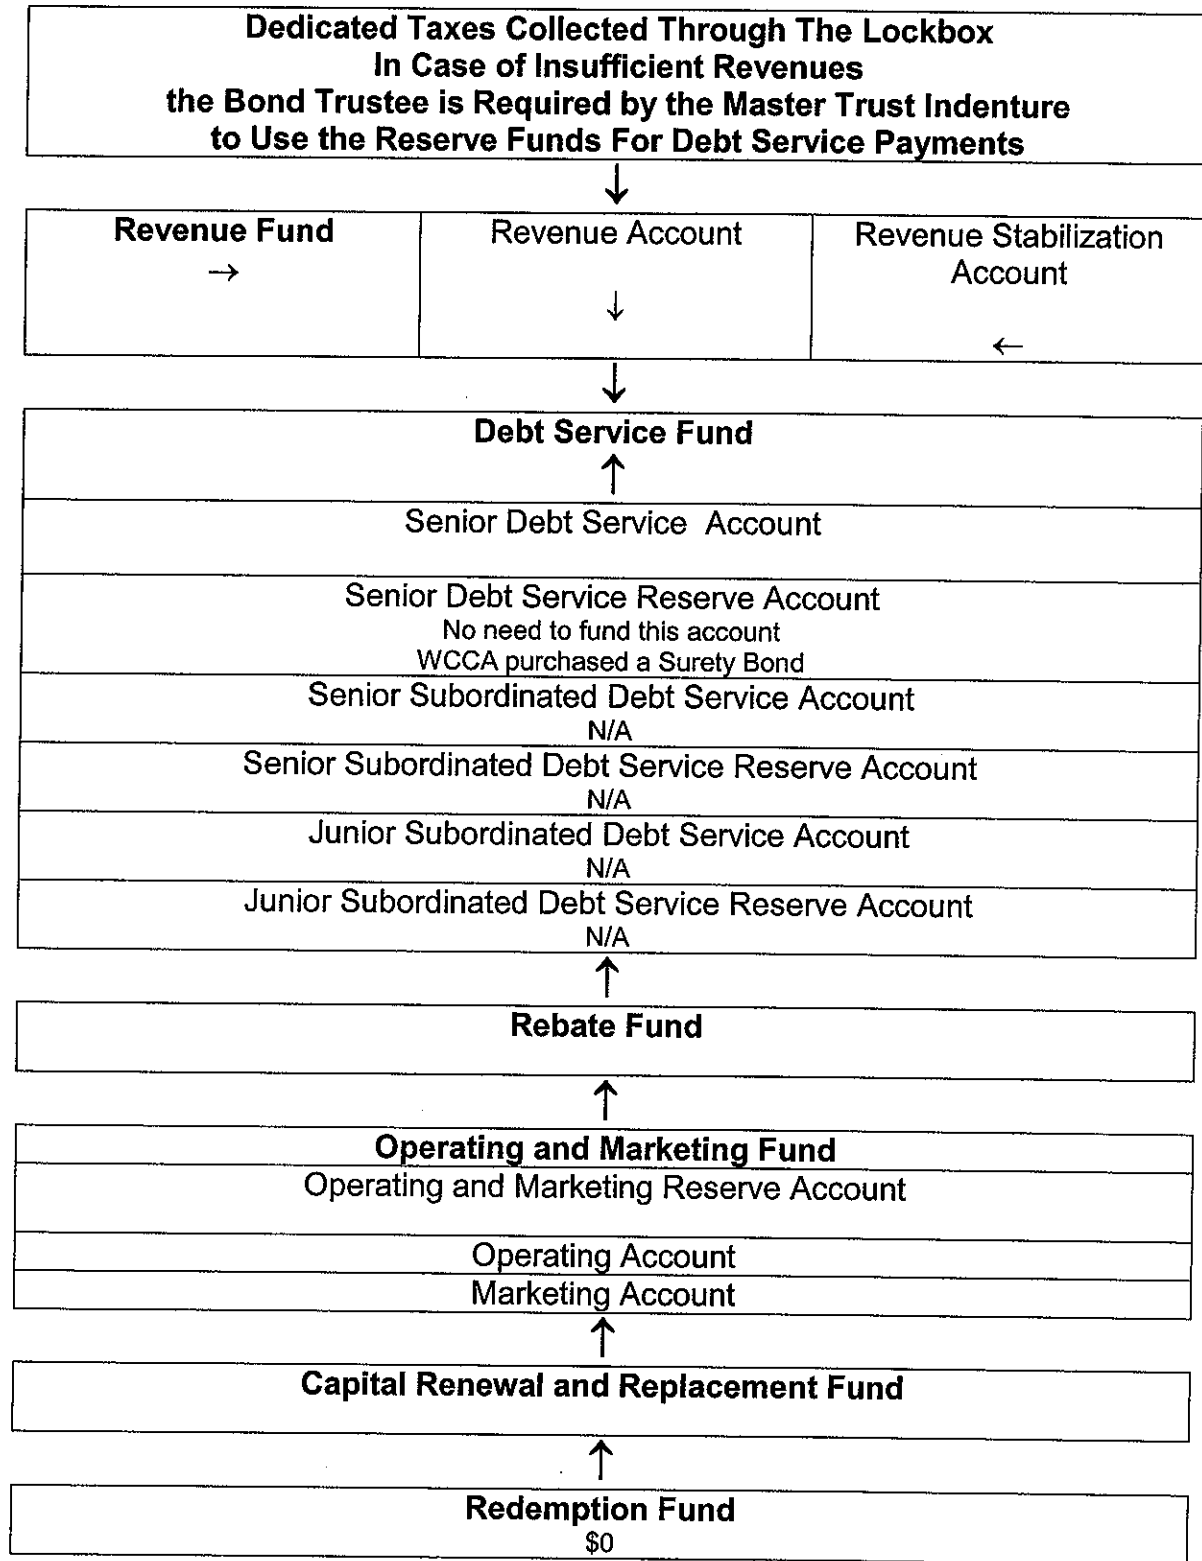 Dedicated Taxes Collected Through The Lockbox
In Case of Insufficient Revenues
the Bond Trustee is Required by the Master Trust Indenture
to Use the Reserve Funds For Debt Service Payments
↓
Revenue Fund
→
Revenue Account
↓
Revenue Stabilization
Account
←
↓
Debt Service Fund
↑
Senior Debt Service Account
Senior Debt Service Reserve Account
No need to fund this account
WCCA purchased a Surety Bond
Senior Subordinated Debt Service Account
N/A
Senior Subordinated Debt Service Reserve Account
N/A
Junior Subordinated Debt Service Account
N/A
Junior Subordinated Debt Service Reserve Account
N/A
↑
Rebate Fund
↑
Operating and Marketing Fund
Operating and Marketing Reserve Account
Operating Account
Marketing Account
↑
Capital Renewal and Replacement Fund
↑
Redemption Fund
$0